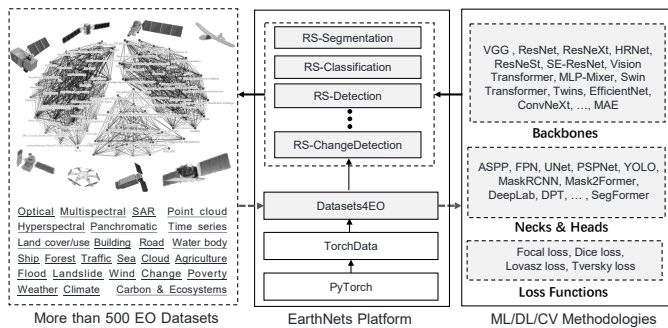 Optical Multispectral SAR Point cloud
Hyperspectral Panchromatic Time series
Land cover/use Building Road Water body
Ship Forest Traffic Sea Cloud Agriculture
Flood Landslide Wind Change Poverty
Weather Climate Carbon & Ecosystems
More than 500 EO Datasets
RS-Segmentation
RS-Classification
RS-Detection
RS-ChangeDetection
Datasets4EO
TorchData
PyTorch
EarthNets Platform
VGG , ResNet, ResNeXt, HRNet,
ResNeSt, SE-ResNet, Vision
Transformer, MLP-Mixer, Swin
Transformer, Twins, EfficientNet,
ConvNeXt, …, MAE
Backbones
ASPP, FPN, UNet, PSPNet, YOLO,
MaskRCNN, Mask2Former,
DeepLab, DPT, … , SegFormer
Necks & Heads
Focal loss, Dice loss,
Lovasz loss, Tversky loss
Loss Functions
ML/DL/CV Methodologies